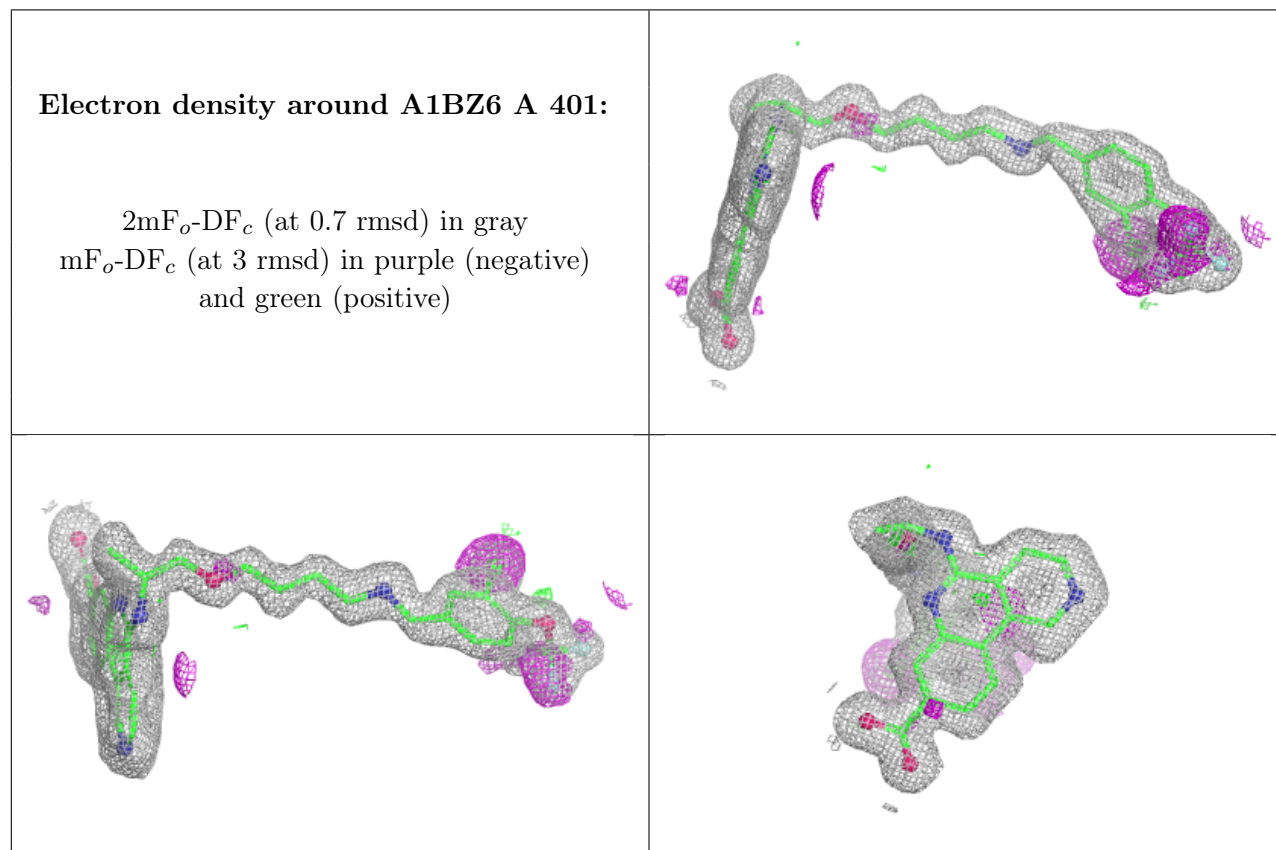 Electron density around A1BZ6 A 401:
2mFo-DFc (at 0.7 rmsd) in gray
mFo-DFc (at 3 rmsd) in purple (negative)
and green (positive)